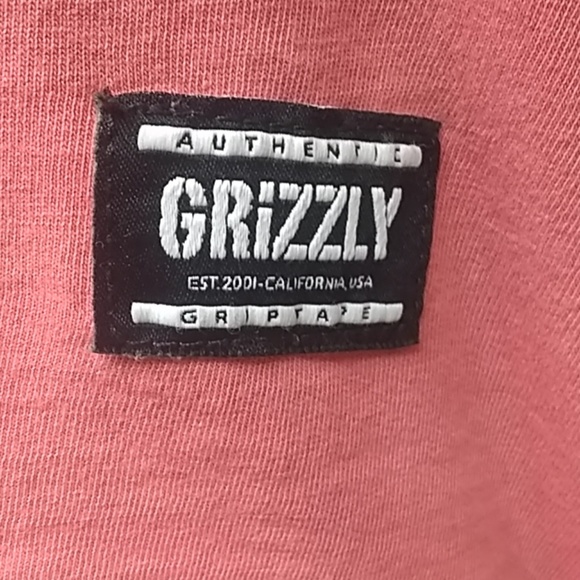 AUTHENTIC
GRiZZLY
EST. 2001-CALIFORNIA, USA
GRIPTAPE